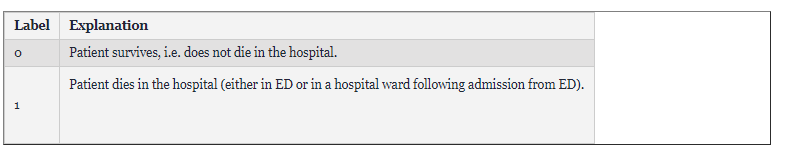 Label Explanation
0 Patient survives, i.e. does not die in the hospital.
Patient dies in the hospital (either in ED or in a hospital ward following admission from ED).
1